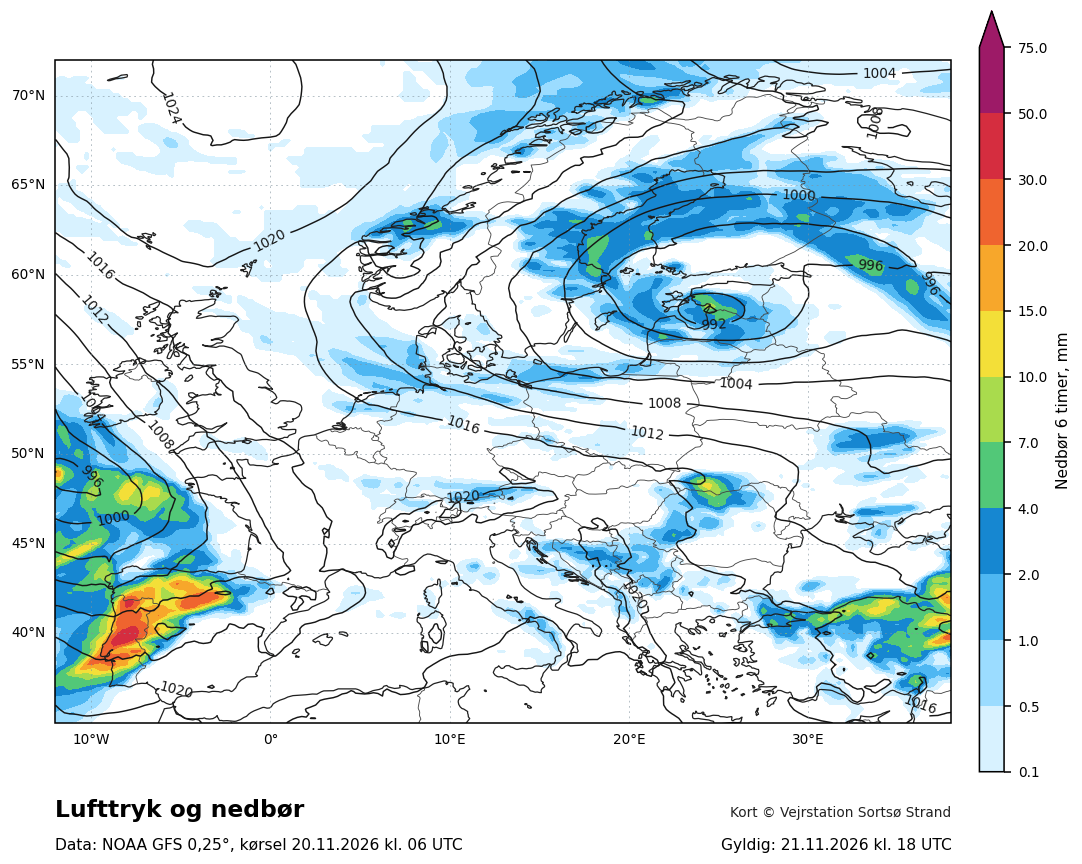 75.0
50.0
30.0
20.0
15.0
10.0
7.0
4.0
2.0
1.0
0.5
0.1
Nedbør 6 timer, mm
70°N
65°N
60°N
55°N
50°N
45°N
40°N
10°W
0°
10°E
20°E
30°E
1004
1024
1008
1000
1020
1016
996
996
1012
992
1004
1008
1004
1008
1016
1012
996
1020
1000
1020
1020
1016
Lufttryk og nedbør
Kort © Vejrstation Sortsø Strand
Data: NOAA GFS 0,25°, kørsel 20.11.2026 kl. 06 UTC
Gyldig: 21.11.2026 kl. 18 UTC